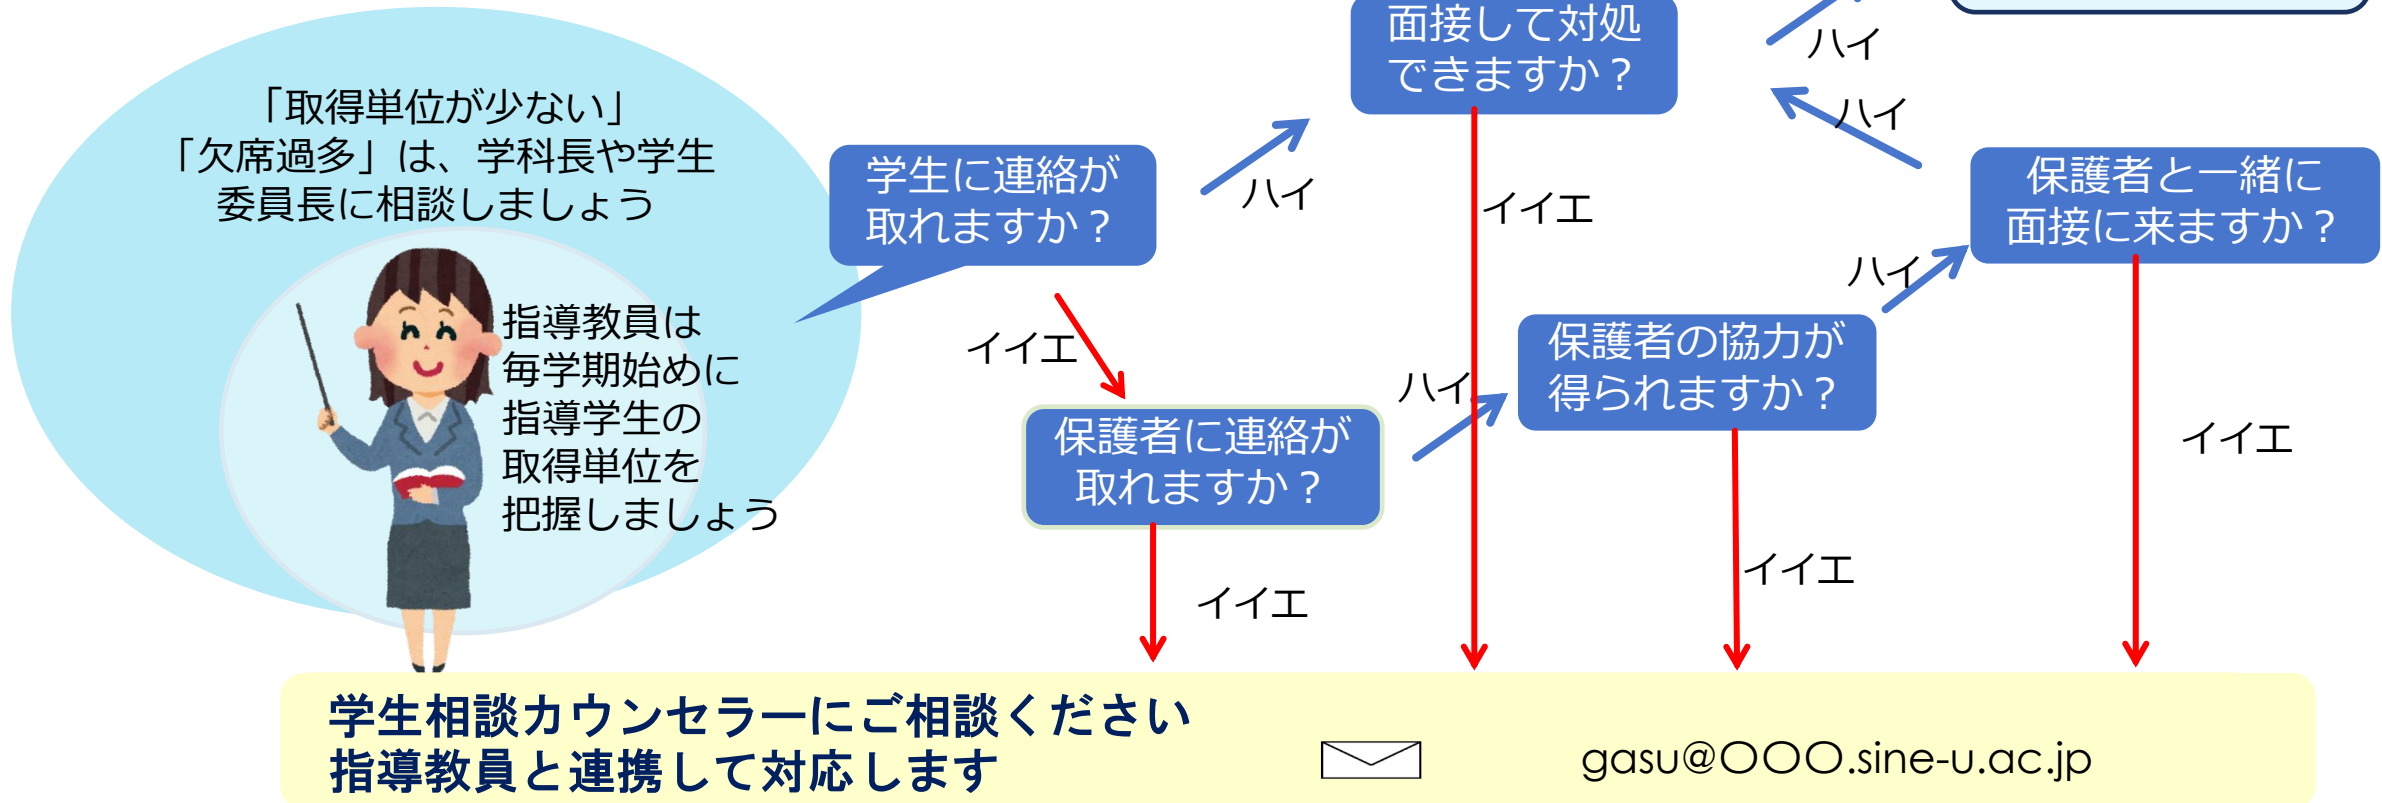 面接して対処
できますか？
ハイ
「取得単位が少ない」
「欠席過多」は、学科長や学生
委員長に相談しましょう
ハイ
学生に連絡が
取れますか？
ハイ
イイエ
保護者と一緒に
面接に来ますか？
ハイ
指導教員は
毎学期始めに
指導学生の
取得単位を
把握しましょう
イイエ
保護者の協力が
得られますか？
ハイ
保護者に連絡が
取れますか？
イイエ
イイエ
イイエ
学生相談カウンセラーにご相談ください
指導教員と連携して対応します
gasu@〇〇〇.sine-u.ac.jp